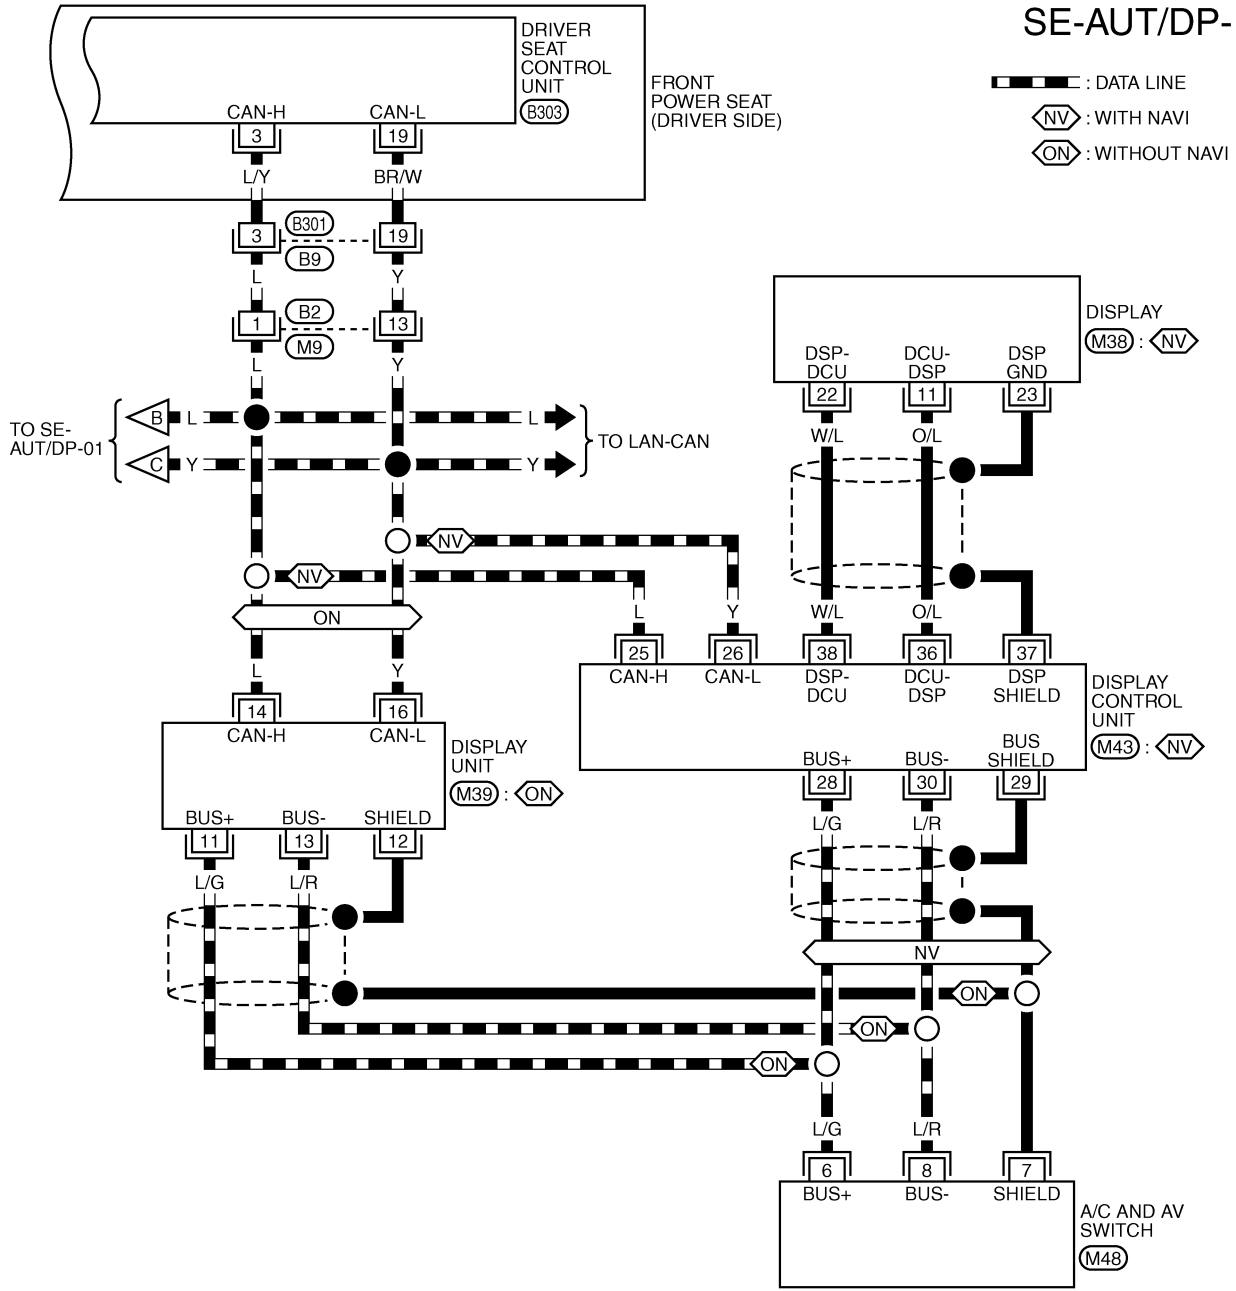 SE-AUT/DP-
DRIVER
SEAT
CONTROL
UNIT
B303
FRONT
POWER SEAT
(DRIVER SIDE)
: DATA LINE
NV : WITH NAVI
ON : WITHOUT NAVI
CAN-H CAN-L
3 19
L/Y BR/W
B301
3 19
B9
L Y
B2
1 13
M9
L Y
DISPLAY
M38 : NV
DSP-
DCU
DCU-
DSP
DSP
GND
22 11 23
W/L O/L
B L L
C Y Y
TO SE-
AUT/DP-01
TO LAN-CAN
NV
NV
ON
L Y W/L O/L
25 26 38 36 37
CAN-H CAN-L
DSP-
DCU
DCU-
DSP
DSP
SHIELD
DISPLAY
CONTROL
UNIT
M43 : NV
L Y
14 16
CAN-H CAN-L
DISPLAY
UNIT
M39 : ON
BUS+ BUS-
BUS
SHIELD
28 30 29
L/G L/R
BUS+ BUS- SHIELD
11 13 12
L/G L/R
NV
ON
ON
ON
L/G L/R
6 8 7
BUS+ BUS- SHIELD
A/C AND AV
SWITCH
M48